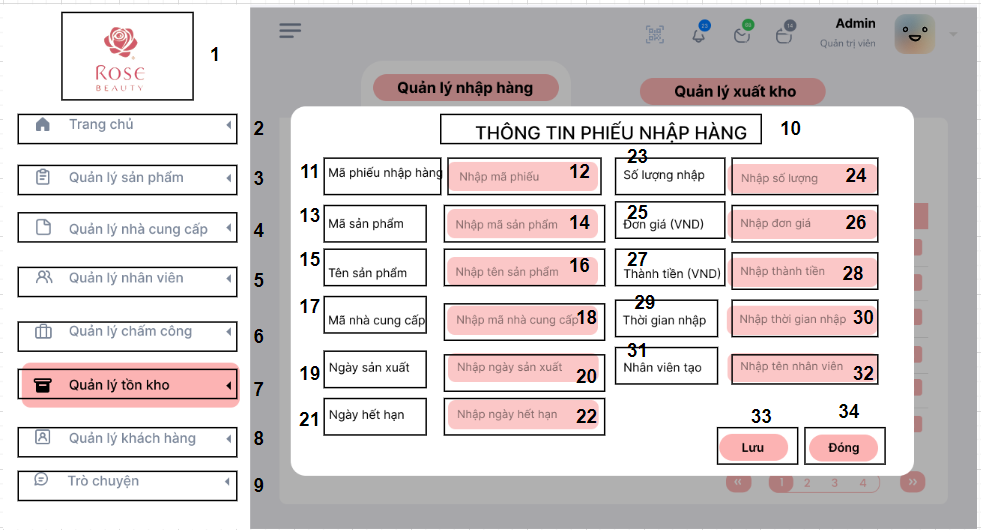 ROSE
BEAUTY
1
Trang chủ
2
Quản lý sản phẩm
3
Quản lý nhà cung cấp
4
Quản lý nhân viên
5
Quản lý chấm công
6
Quản lý tồn kho
7
Quản lý khách hàng
8
Trò chuyện
9
Admin
Quản trị viên
Quản lý nhập hàng
Quản lý xuất kho
THÔNG TIN PHIẾU NHẬP HÀNG
10
11
Mã phiếu nhập hàng
Nhập mã phiếu
12
23
Số lượng nhập
Nhập số lượng
24
13
Mã sản phẩm
Nhập mã sản phẩm
14
25
Đơn giá (VND)
Nhập đơn giá
26
15
Tên sản phẩm
Nhập tên sản phẩm
16
27
Thành tiền (VND)
Nhập thành tiền
28
17
Mã nhà cung cấp
Nhập mã nhà cung cấp
18
29
Thời gian nhập
Nhập thời gian nhập
30
19
Ngày sản xuất
Nhập ngày sản xuất
20
31
Nhân viên tạo
Nhập tên nhân viên
32
21
Ngày hết hạn
Nhập ngày hết hạn
22
33
34
Lưu
Đóng
« 1 2 3 4 »